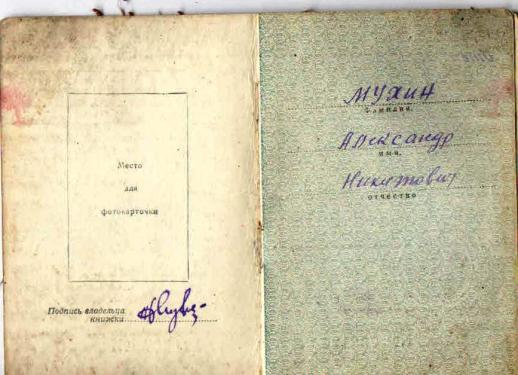 Место
для
фотокарточки
Подпись владельца
книжки
Мухин
фамилия.
Александр
имя.
Никитович
отчество